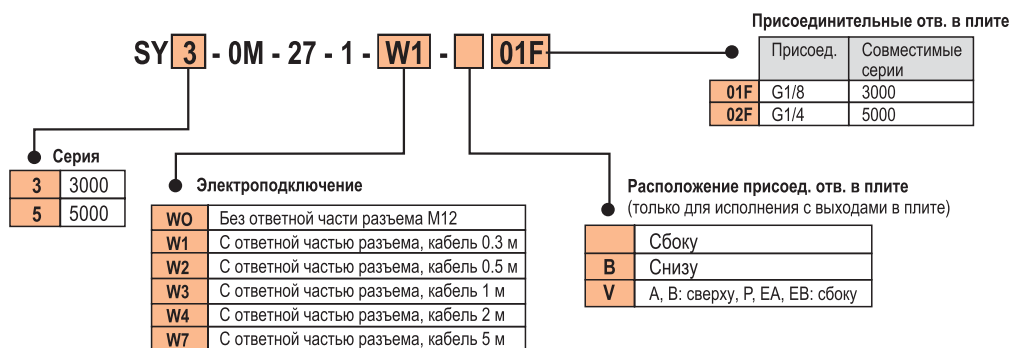 SY 3 - 0M - 27 - 1 - W1 - 01F
Присоединительные отв. в плите
Присоед. Совместимые серии
01F G1/8 3000
02F G1/4 5000
Серия
3 3000
5 5000
Электроподключение
WO Без ответной части разъема М12
W1 С ответной частью разъема, кабель 0.3 м
W2 С ответной частью разъема, кабель 0.5 м
W3 С ответной частью разъема, кабель 1 м
W4 С ответной частью разъема, кабель 2 м
W7 С ответной частью разъема, кабель 5 м
Расположение присоед. отв. в плите
(только для исполнения с выходами в плите)
Сбоку
B Снизу
V A, B: сверху, P, EA, EB: сбоку